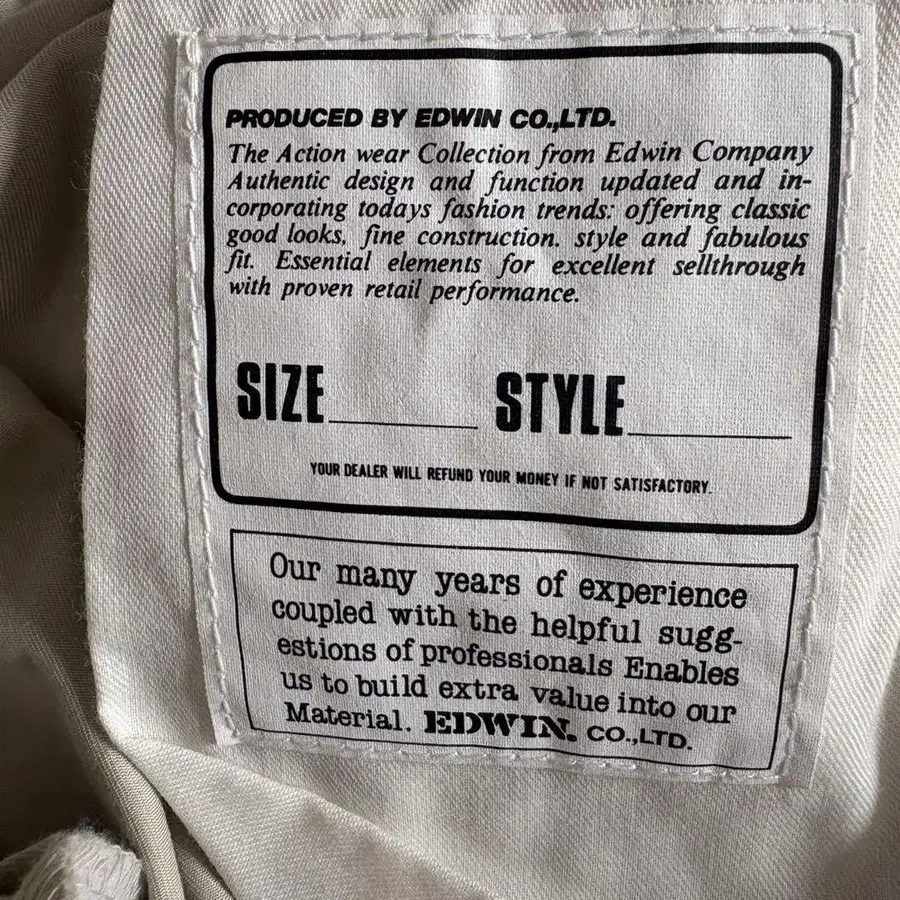 PRODUCED BY EDWIN CO.,LTD.
The Action wear Collection from Edwin Company
Authentic design and function updated and in-
corporating todays fashion trends: offering classic
good looks, fine construction. style and fabulous
fit. Essential elements for excellent sellthrough
with proven retail performance.
SIZE STYLE
YOUR DEALER WILL REFUND YOUR MONEY IF NOT SATISFACTORY.
Our many years of experience
coupled with the helpful sugg-
estions of professionals Enables
us to build extra value into our
Material. EDWIN. CO.,LTD.